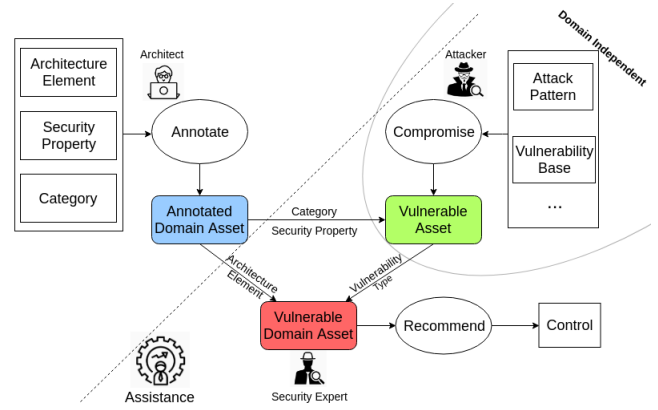 Domain Independent
Architect
Attacker
Architecture
Element
Security
Property
Category
Annotate
Compromise
Attack
Pattern
Vulnerability
Base
...
Annotated
Domain Asset
Category
Security Property
Vulnerable
Asset
Architecture
Element
Vulnerability
Type
Vulnerable
Domain Asset
Recommend
Control
Assistance
Security Expert